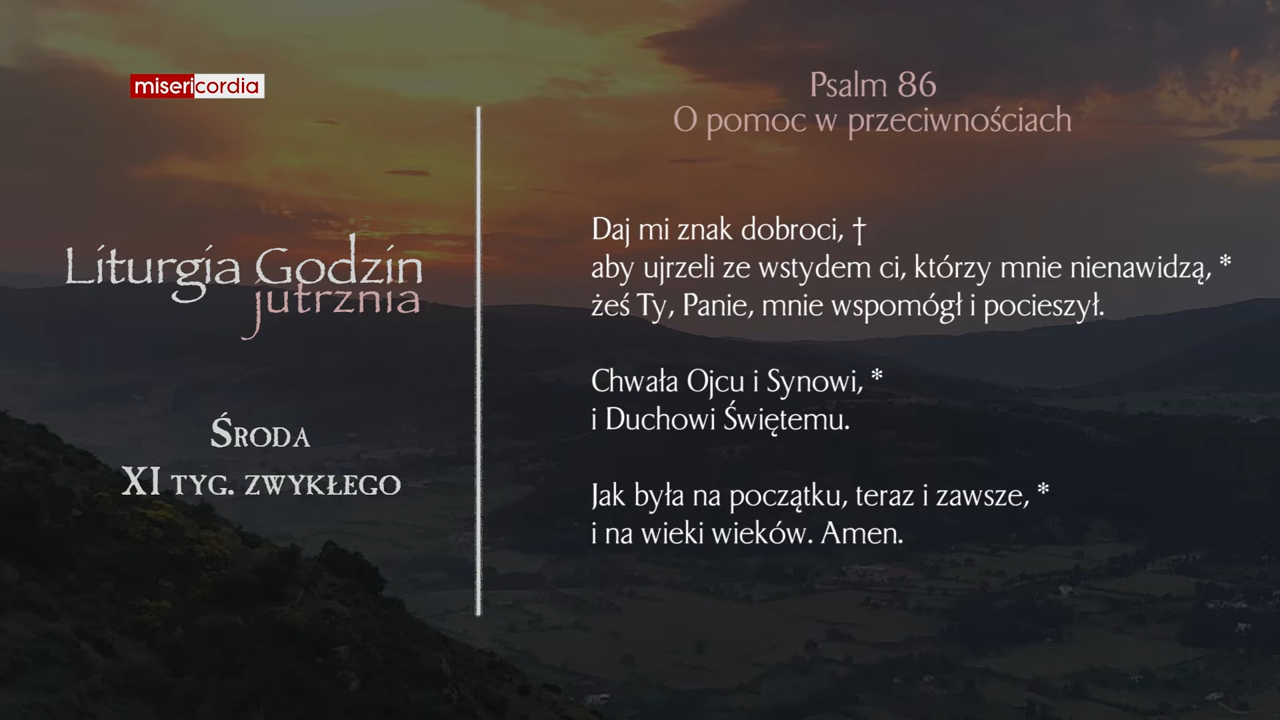 misericordia
Liturgia Godzin
jutrznia
Środa
XI tyg. zwykłego
Psalm 86
O pomoc w przeciwnościach
Daj mi znak dobroci, †
aby ujrzeli ze wstydem ci, którzy mnie nienawidzą, *
żeś Ty, Panie, mnie wspomógł i pocieszył.
Chwała Ojcu i Synowi, *
i Duchowi Świętemu.
Jak była na początku, teraz i zawsze, *
i na wieki wieków. Amen.